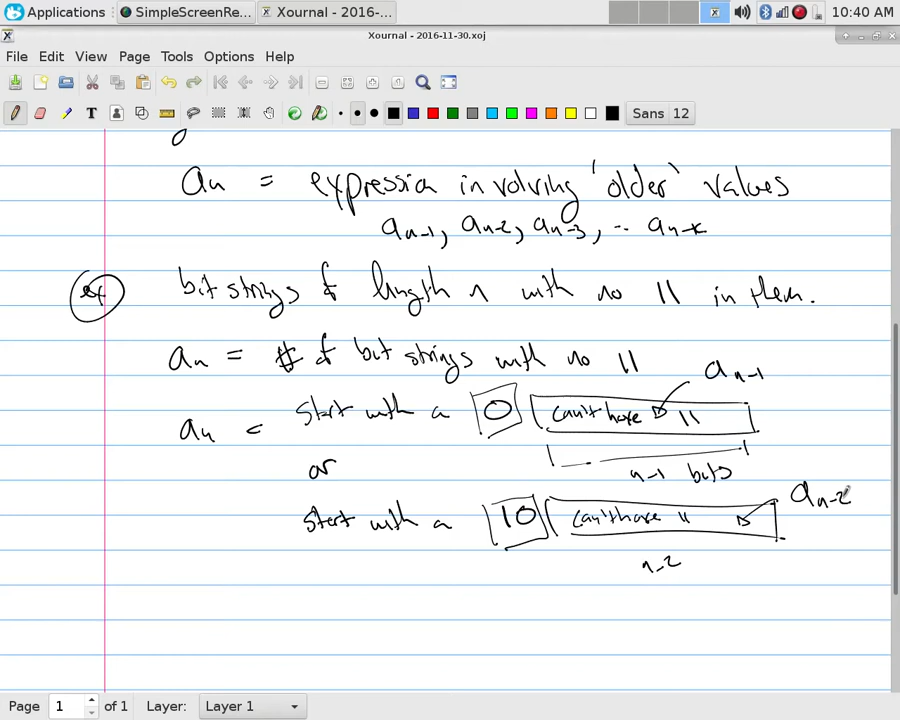 Applications SimpleScreenRe... Xournal - 2016-... 10:40 AM
Xournal - 2016-11-30.xoj
File Edit View Page Tools Options Help
Sans 12
an = expression involving 'older' values
an-1, an-2, an-3, ... an-k
ex bit strings of length n with no 11 in them.
an = # of bit strings with no 11
an-1
an = start with a 0 can't have 11
n-1 bits
or
an-2
start with a 10 can't have 11
n-2
Page 1 of 1 Layer: Layer 1